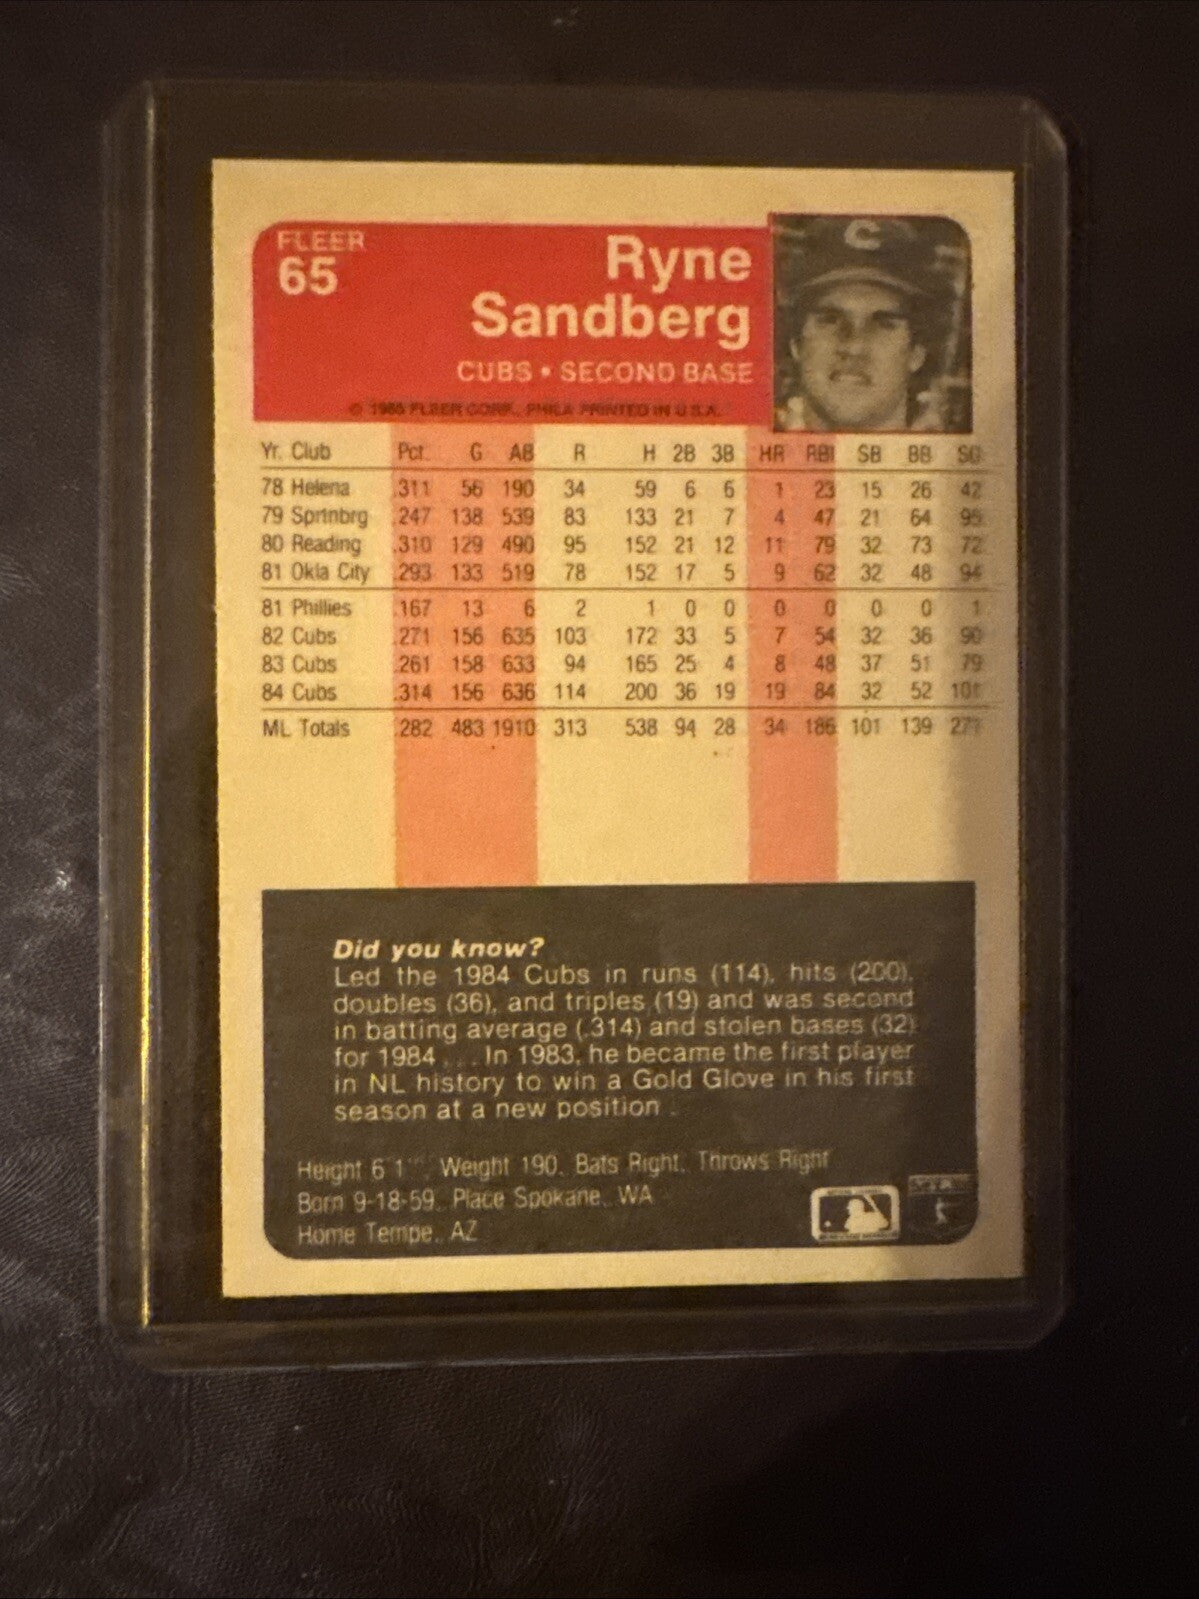 FLEER
65
Ryne
Sandberg
CUBS • SECOND BASE
© 1985 FLEER CORP., PHILA PRINTED IN U.S.A.
Yr. Club Pct. G AB R H 2B 3B HR RBI SB BB SO
78 Helena .311 56 190 34 59 6 6 1 23 15 26 42
79 Sprtnbrg .247 138 539 83 133 21 7 4 47 21 64 95
80 Reading .310 129 490 95 152 21 12 11 79 32 73 72
81 Okla City .293 133 519 78 152 17 5 9 62 32 48 94
81 Phillies .167 13 6 2 1 0 0 0 0 0 0 1
82 Cubs .271 156 635 103 172 33 5 7 54 32 36 90
83 Cubs .261 158 633 94 165 25 4 8 48 37 51 79
84 Cubs .314 156 636 114 200 36 19 19 84 32 52 101
ML Totals .282 483 1910 313 538 94 28 34 186 101 139 271
Did you know?
Led the 1984 Cubs in runs (114), hits (200),
doubles (36), and triples (19) and was second
in batting average (.314) and stolen bases (32)
for 1984 ... In 1983, he became the first player
in NL history to win a Gold Glove in his first
season at a new position .
Height 6'1", Weight 190, Bats Right, Throws Right
Born 9-18-59, Place Spokane, WA
Home Tempe, AZ